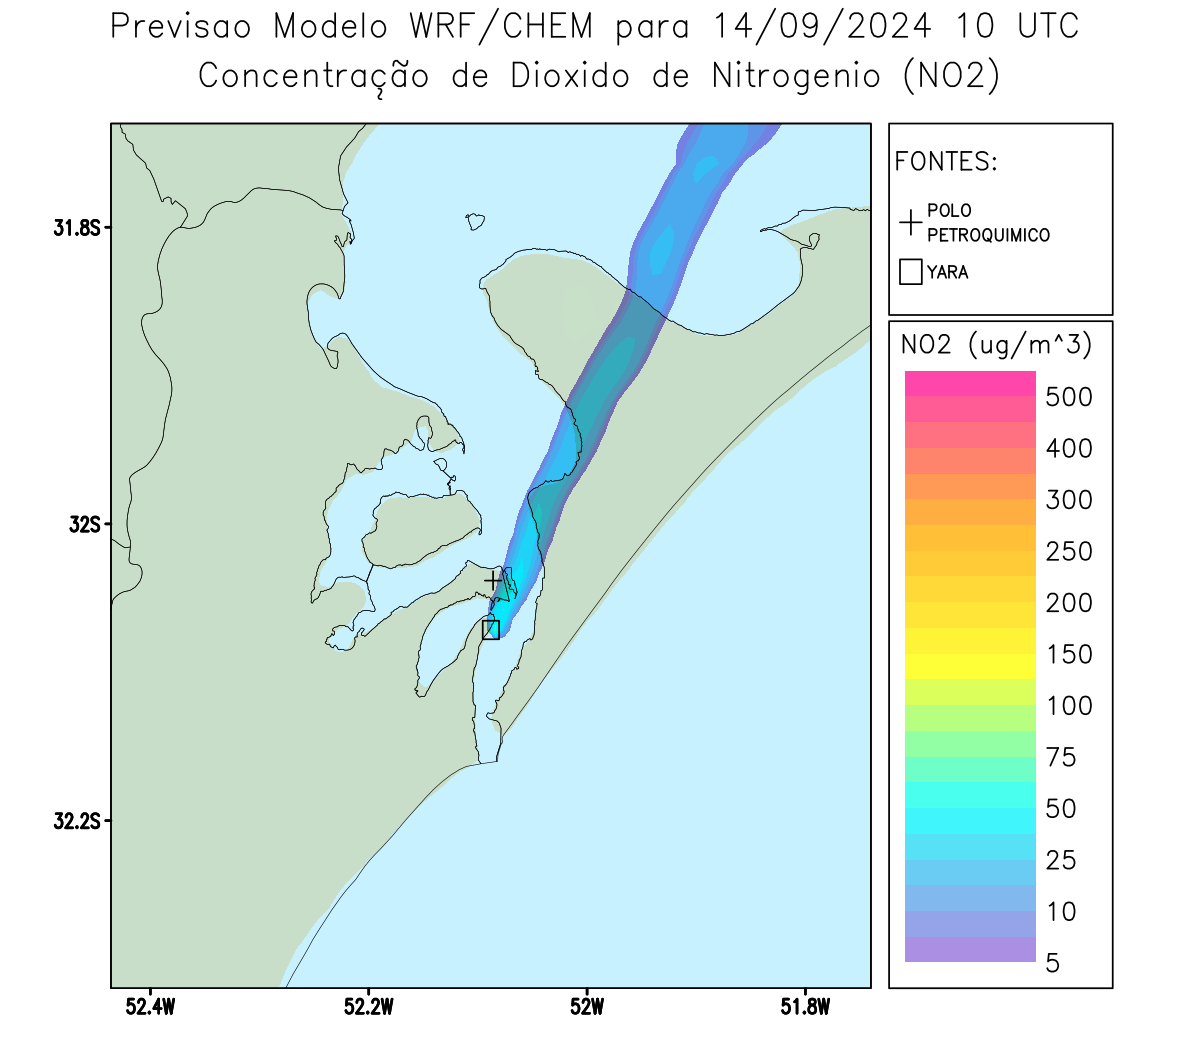 Previsao Modelo WRF/CHEM para 14/09/2024 10 UTC
Concentração de Dioxido de Nitrogenio (NO2)
FONTES:
POLO
PETROQUIMICO
YARA
NO2 (ug/m^3)
500
400
300
250
200
150
100
75
50
25
10
5
31.8S
32S
32.2S
52.4W
52.2W
52W
51.8W